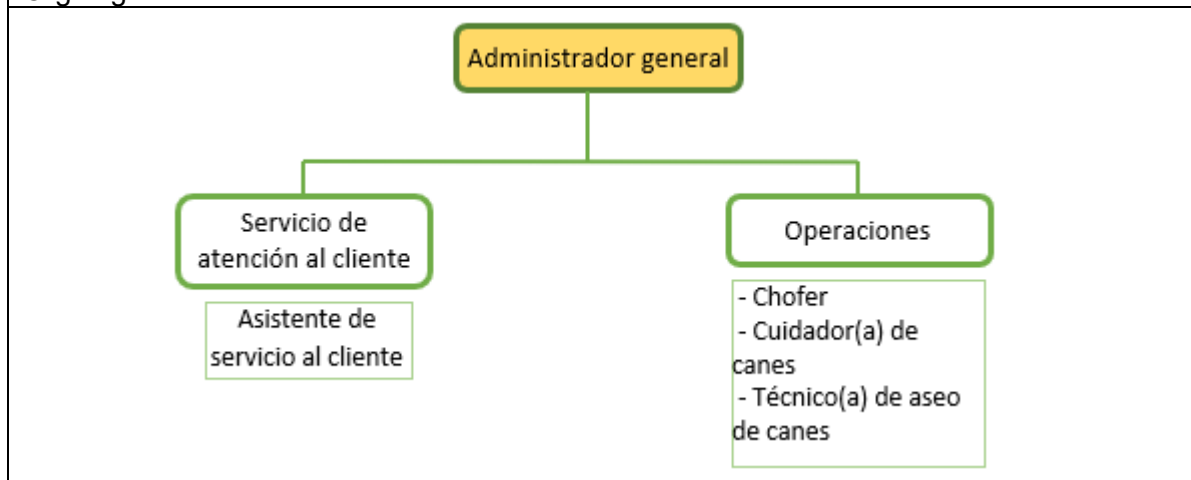 Administrador general
Servicio de
atención al cliente
Asistente de
servicio al cliente
Operaciones
- Chofer
- Cuidador(a) de
canes
- Técnico(a) de aseo
de canes